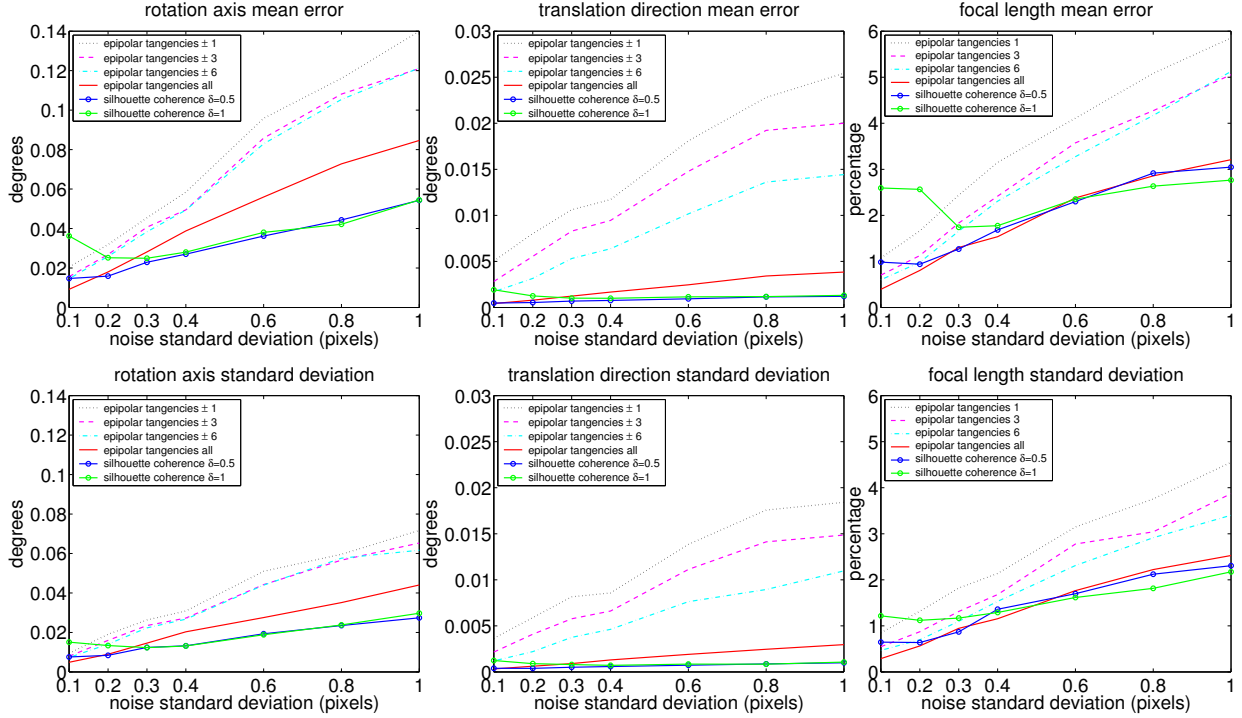 rotation axis mean error
0.14
0.12
0.1
0.08
0.06
0.04
0.02
0
degrees
epipolar tangencies ± 1
epipolar tangencies ± 3
epipolar tangencies ± 6
epipolar tangencies all
silhouette coherence δ=0.5
silhouette coherence δ=1
0.1 0.2 0.3 0.4 0.6 0.8 1
noise standard deviation (pixels)
translation direction mean error
0.03
0.025
0.02
0.015
0.01
0.005
0
degrees
epipolar tangencies ± 1
epipolar tangencies ± 3
epipolar tangencies ± 6
epipolar tangencies all
silhouette coherence δ=0.5
silhouette coherence δ=1
0.1 0.2 0.3 0.4 0.6 0.8 1
noise standard deviation (pixels)
focal length mean error
6
5
4
3
2
1
0
percentage
epipolar tangencies 1
epipolar tangencies 3
epipolar tangencies 6
epipolar tangencies all
silhouette coherence δ=0.5
silhouette coherence δ=1
0.1 0.2 0.3 0.4 0.6 0.8 1
noise standard deviation (pixels)
rotation axis standard deviation
0.14
0.12
0.1
0.08
0.06
0.04
0.02
0
degrees
epipolar tangencies ± 1
epipolar tangencies ± 3
epipolar tangencies ± 6
epipolar tangencies all
silhouette coherence δ=0.5
silhouette coherence δ=1
0.1 0.2 0.3 0.4 0.6 0.8 1
noise standard deviation (pixels)
translation direction standard deviation
0.03
0.025
0.02
0.015
0.01
0.005
0
degrees
epipolar tangencies ± 1
epipolar tangencies ± 3
epipolar tangencies ± 6
epipolar tangencies all
silhouette coherence δ=0.5
silhouette coherence δ=1
0.1 0.2 0.3 0.4 0.6 0.8 1
noise standard deviation (pixels)
focal length standard deviation
6
5
4
3
2
1
0
percentage
epipolar tangencies 1
epipolar tangencies 3
epipolar tangencies 6
epipolar tangencies all
silhouette coherence δ=0.5
silhouette coherence δ=1
0.1 0.2 0.3 0.4 0.6 0.8 1
noise standard deviation (pixels)